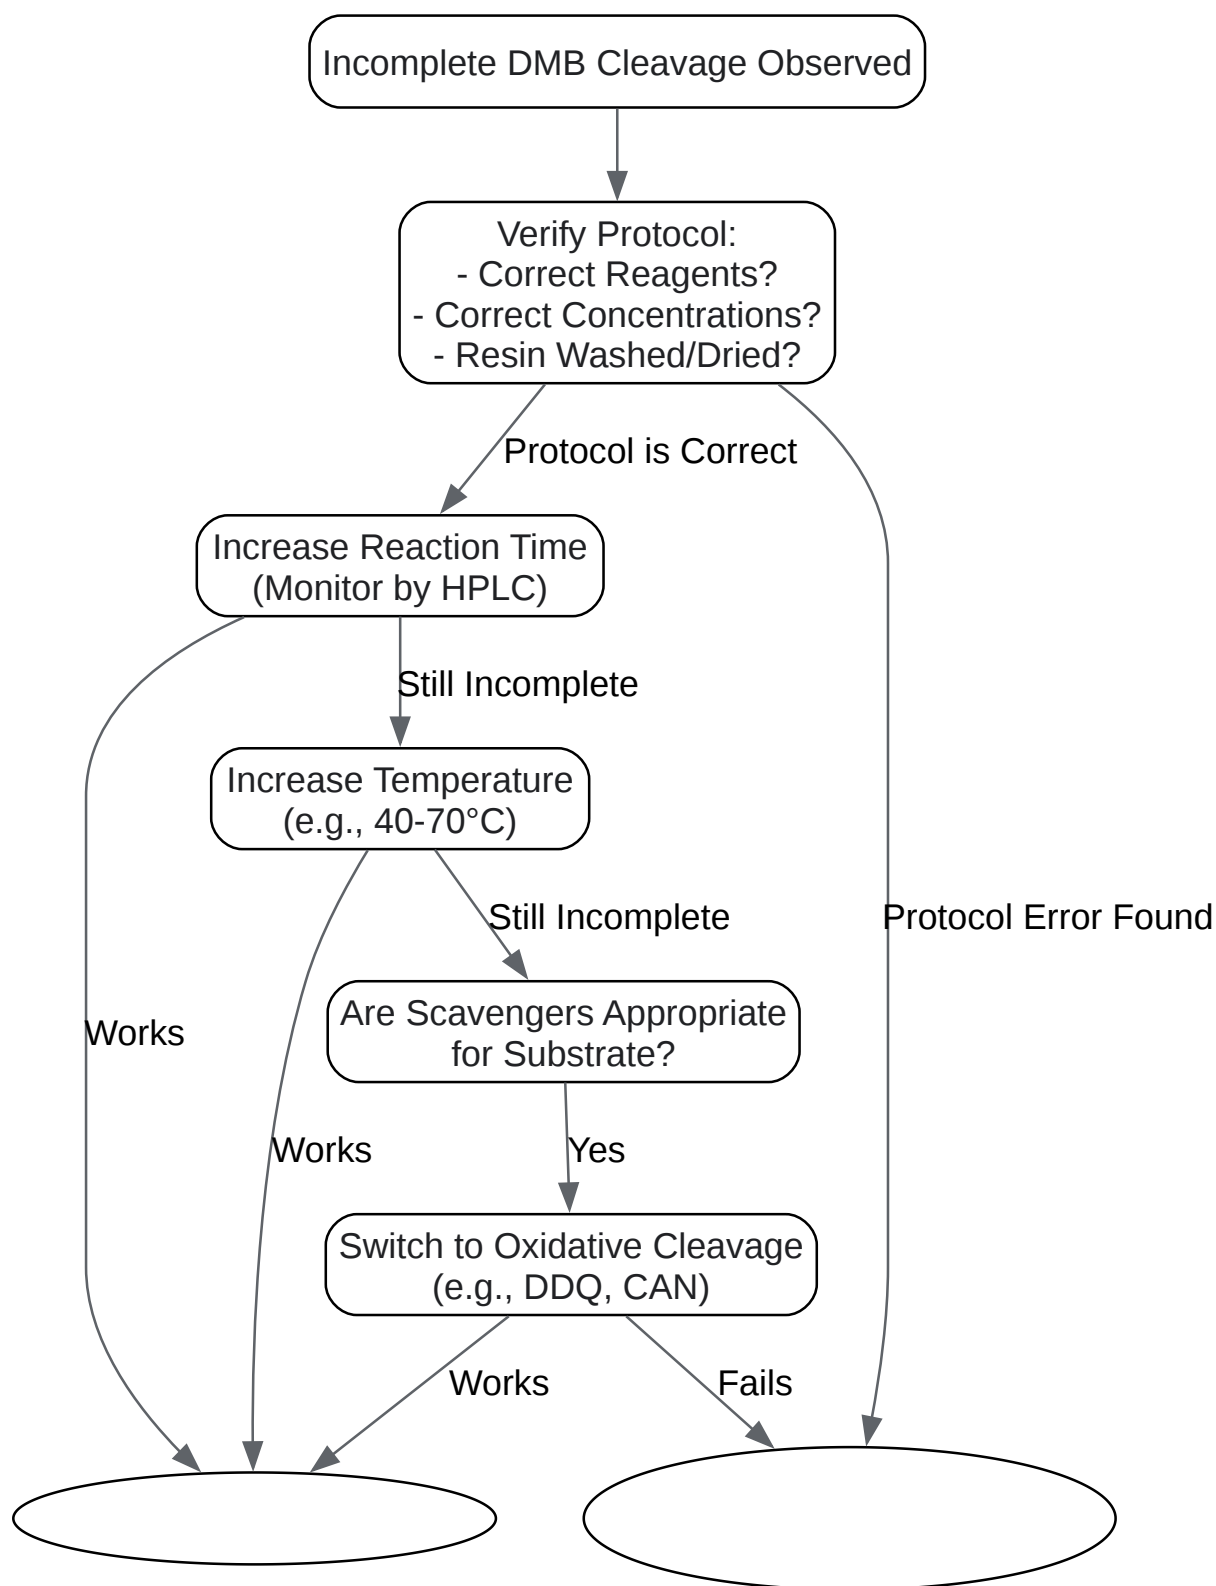 Incomplete DMB Cleavage Observed
Verify Protocol:
- Correct Reagents?
- Correct Concentrations?
- Resin Washed/Dried?
Protocol is Correct
Increase Reaction Time
(Monitor by HPLC)
Still Incomplete
Increase Temperature
(e.g., 40-70°C)
Still Incomplete
Protocol Error Found
Are Scavengers Appropriate
for Substrate?
Works
Works
Yes
Switch to Oxidative Cleavage
(e.g., DDQ, CAN)
Works
Fails